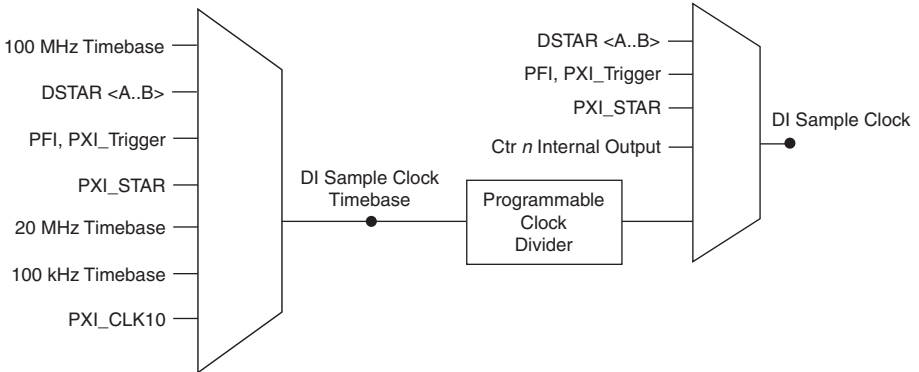 100 MHz Timebase
DSTAR <A..B>
PFI, PXI_Trigger
PXI_STAR
20 MHz Timebase
100 kHz Timebase
PXI_CLK10
DI Sample Clock
Timebase
Programmable
Clock
Divider
DSTAR <A..B>
PFI, PXI_Trigger
PXI_STAR
Ctr n Internal Output
DI Sample Clock